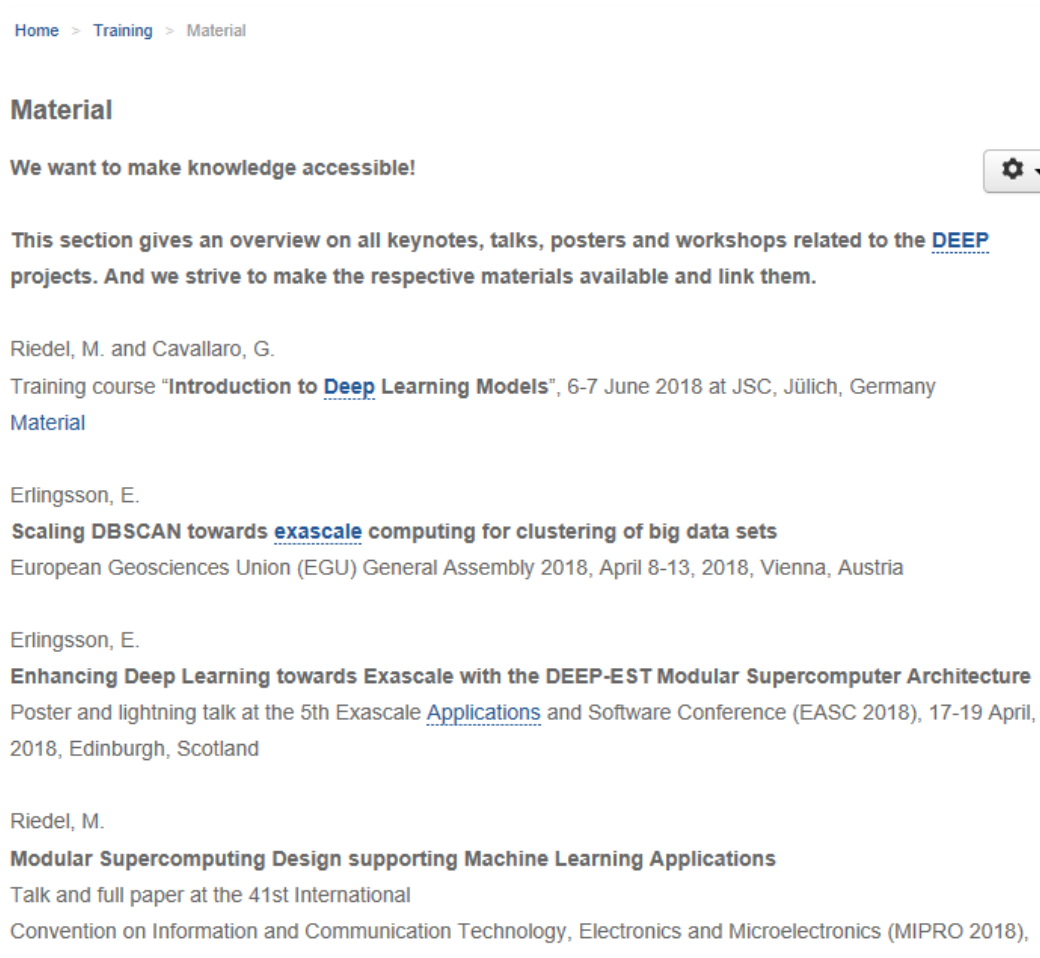 Home > Training > Material
Material
We want to make knowledge accessible!
This section gives an overview on all keynotes, talks, posters and workshops related to the DEEP
projects. And we strive to make the respective materials available and link them.
Riedel, M. and Cavallaro, G.
Training course “Introduction to Deep Learning Models”, 6-7 June 2018 at JSC, Jülich, Germany
Material
Erlingsson, E.
Scaling DBSCAN towards exascale computing for clustering of big data sets
European Geosciences Union (EGU) General Assembly 2018, April 8-13, 2018, Vienna, Austria
Erlingsson, E.
Enhancing Deep Learning towards Exascale with the DEEP-EST Modular Supercomputer Architecture
Poster and lightning talk at the 5th Exascale Applications and Software Conference (EASC 2018), 17-19 April,
2018, Edinburgh, Scotland
Riedel, M.
Modular Supercomputing Design supporting Machine Learning Applications
Talk and full paper at the 41st International
Convention on Information and Communication Technology, Electronics and Microelectronics (MIPRO 2018),